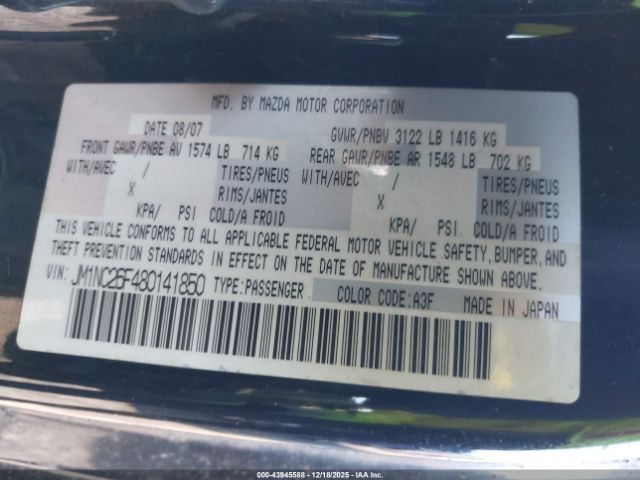 MFD. BY MAZDA MOTOR CORPORATION
DATE 08/07 GVWR/PNBV 3122 LB 1416 KG
FRONT GAWR/PNBE AV 1574 LB 714 KG REAR GAWR/PNBE AR 1548 LB 702 KG
WITH/AVEC / TIRES/PNEUS WITH/AVEC / TIRES/PNEUS
X RIMS/JANTES X RIMS/JANTES
KPA/ PSI COLD/A FROID KPA/ PSI COLD/A FROID
THIS VEHICLE CONFORMS TO ALL APPLICABLE FEDERAL MOTOR VEHICLE SAFETY, BUMPER, AND
THEFT PREVENTION STANDARDS IN EFFECT ON THE DATE OF MANUFACTURE SHOWN ABOVE.
VIN: JM1NC25F480141850 TYPE:PASSENGER COLOR CODE:A3F MADE IN JAPAN
000-43945588 - 12/18/2025 - IAAI.COM